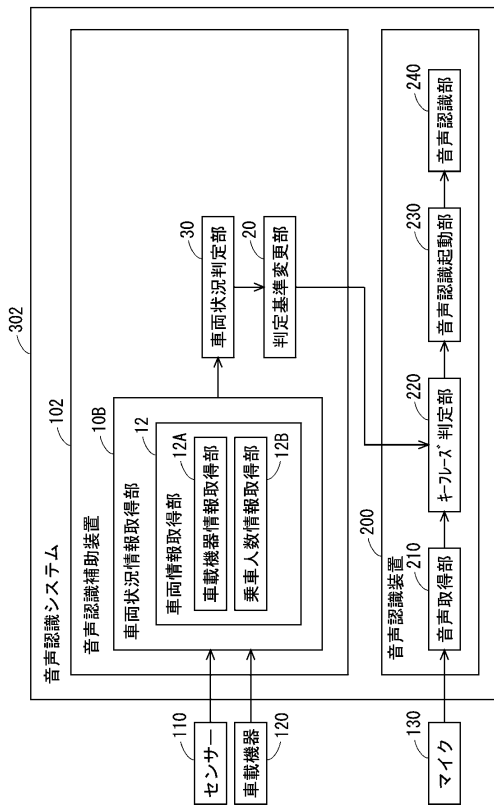 302
音声認識システム
102
音声認識補助装置
10B
車両状況情報取得部
12
車両情報取得部
12A
車載機器情報取得部
12B
乗車人数情報取得部
30
車両状況判定部
20
判定基準変更部
110
センサー
120
車載機器
200
音声認識装置
130
マイク
210
音声取得部
220
キーフレーズ判定部
230
音声認識起動部
240
音声認識部